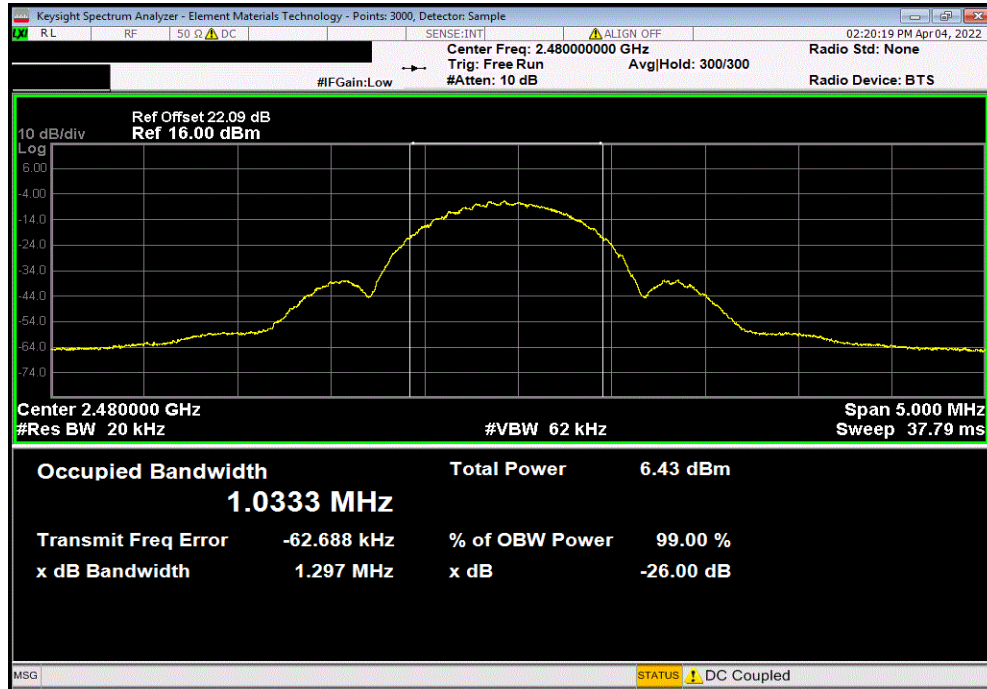 Keysight Spectrum Analyzer - Element Materials Technology - Points: 3000, Detector: Sample
LXI RL RF 50 Ω DC SENSE:INT ALIGN OFF 02:20:19 PM Apr 04, 2022
Center Freq: 2.480000000 GHz Radio Std: None
Trig: Free Run Avg|Hold: 300/300
#IFGain:Low #Atten: 10 dB Radio Device: BTS
Ref Offset 22.09 dB
10 dB/div Ref 16.00 dBm
Log
6.00
-4.00
-14.0
-24.0
-34.0
-44.0
-54.0
-64.0
-74.0
Center 2.480000 GHz Span 5.000 MHz
#Res BW 20 kHz #VBW 62 kHz Sweep 37.79 ms
Occupied Bandwidth Total Power 6.43 dBm
1.0333 MHz
Transmit Freq Error -62.688 kHz % of OBW Power 99.00 %
x dB Bandwidth 1.297 MHz x dB -26.00 dB
MSG STATUS DC Coupled